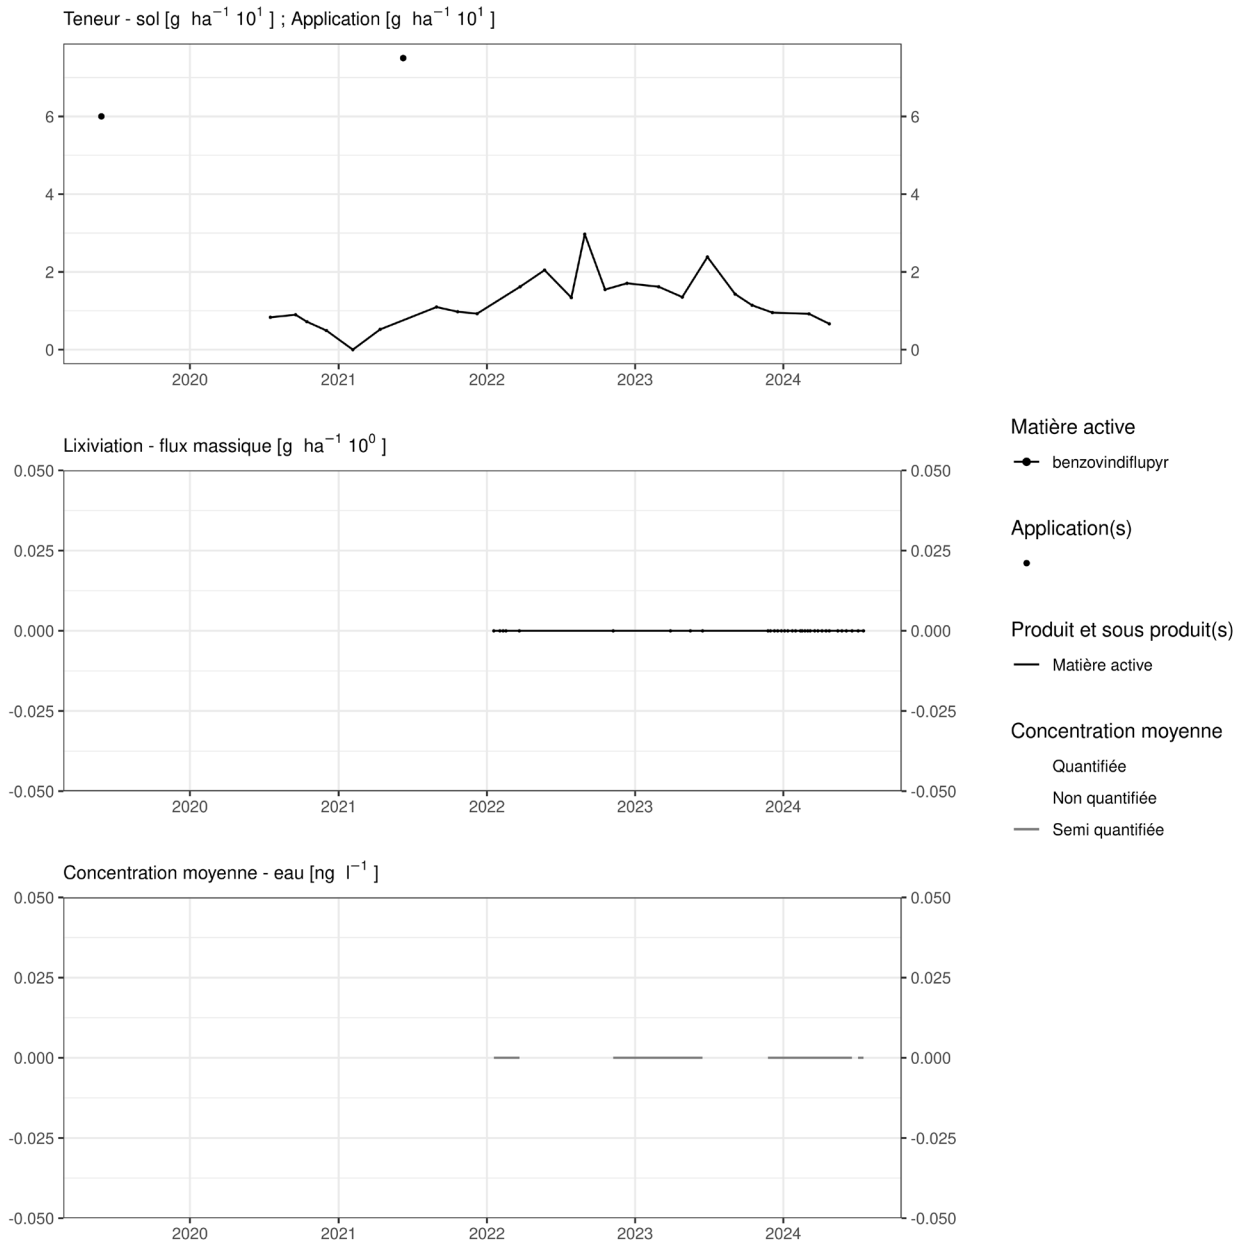 Teneur - sol [g ha⁻¹ 10¹ ] ; Application [g ha⁻¹ 10¹ ]
6 6
4 4
2 2
0 0
2020 2021 2022 2023 2024
Lixiviation - flux massique [g ha⁻¹ 10⁰ ]
0.050 0.050
0.025 0.025
0.000 0.000
-0.025 -0.025
-0.050 -0.050
2020 2021 2022 2023 2024
Concentration moyenne - eau [ng l⁻¹ ]
0.050 0.050
0.025 0.025
0.000 0.000
-0.025 -0.025
-0.050 -0.050
2020 2021 2022 2023 2024
Matière active
benzovindiflupyr
Application(s)
Produit et sous produit(s)
Matière active
Concentration moyenne
Quantifiée
Non quantifiée
Semi quantifiée